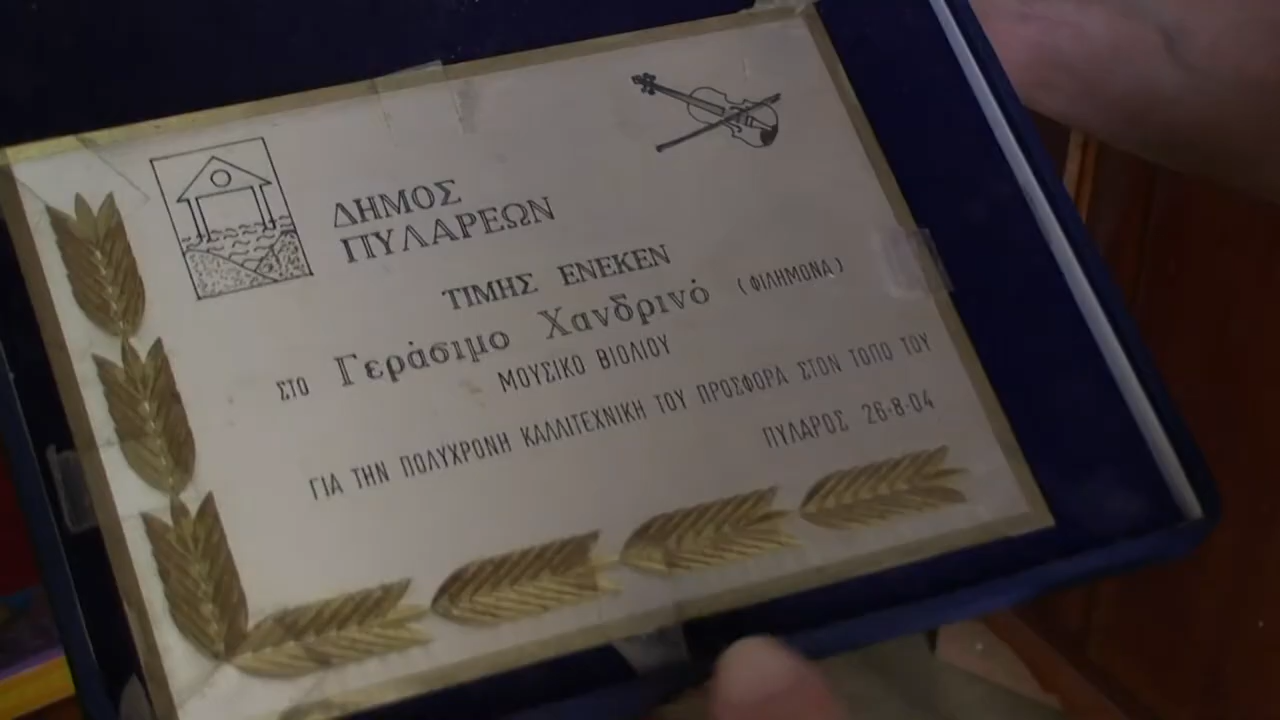 ΔΗΜΟΣ
ΠΥΛΑΡΕΩΝ
ΤΙΜΗΣ ΕΝΕΚΕΝ
ΣΤΟ Γεράσιμο Χανδρινό (ΦΙΛΗΜΟΝΑ)
ΜΟΥΣΙΚΟ ΒΙΟΛΙΟΥ
ΓΙΑ ΤΗΝ ΠΟΛΥΧΡΟΝΗ ΚΑΛΛΙΤΕΧΝΙΚΗ ΤΟΥ ΠΡΟΣΦΟΡΑ ΣΤΟΝ ΤΟΠΟ ΤΟΥ
ΠΥΛΑΡΟΣ 26-8-04